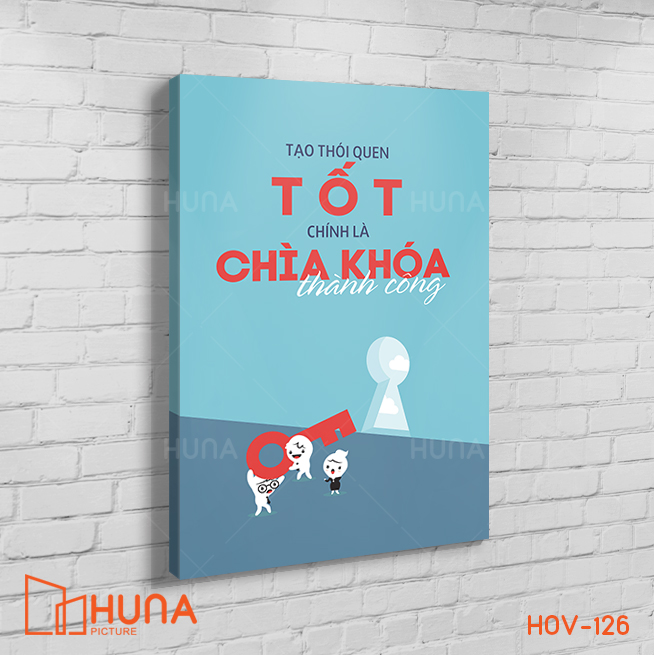 TẠO THÓI QUEN
TỐT
CHÍNH LÀ
CHÌA KHÓA
thành công
HUNA HUNA
HUNA HUNA
HUNA
PICTURE
HOV-126